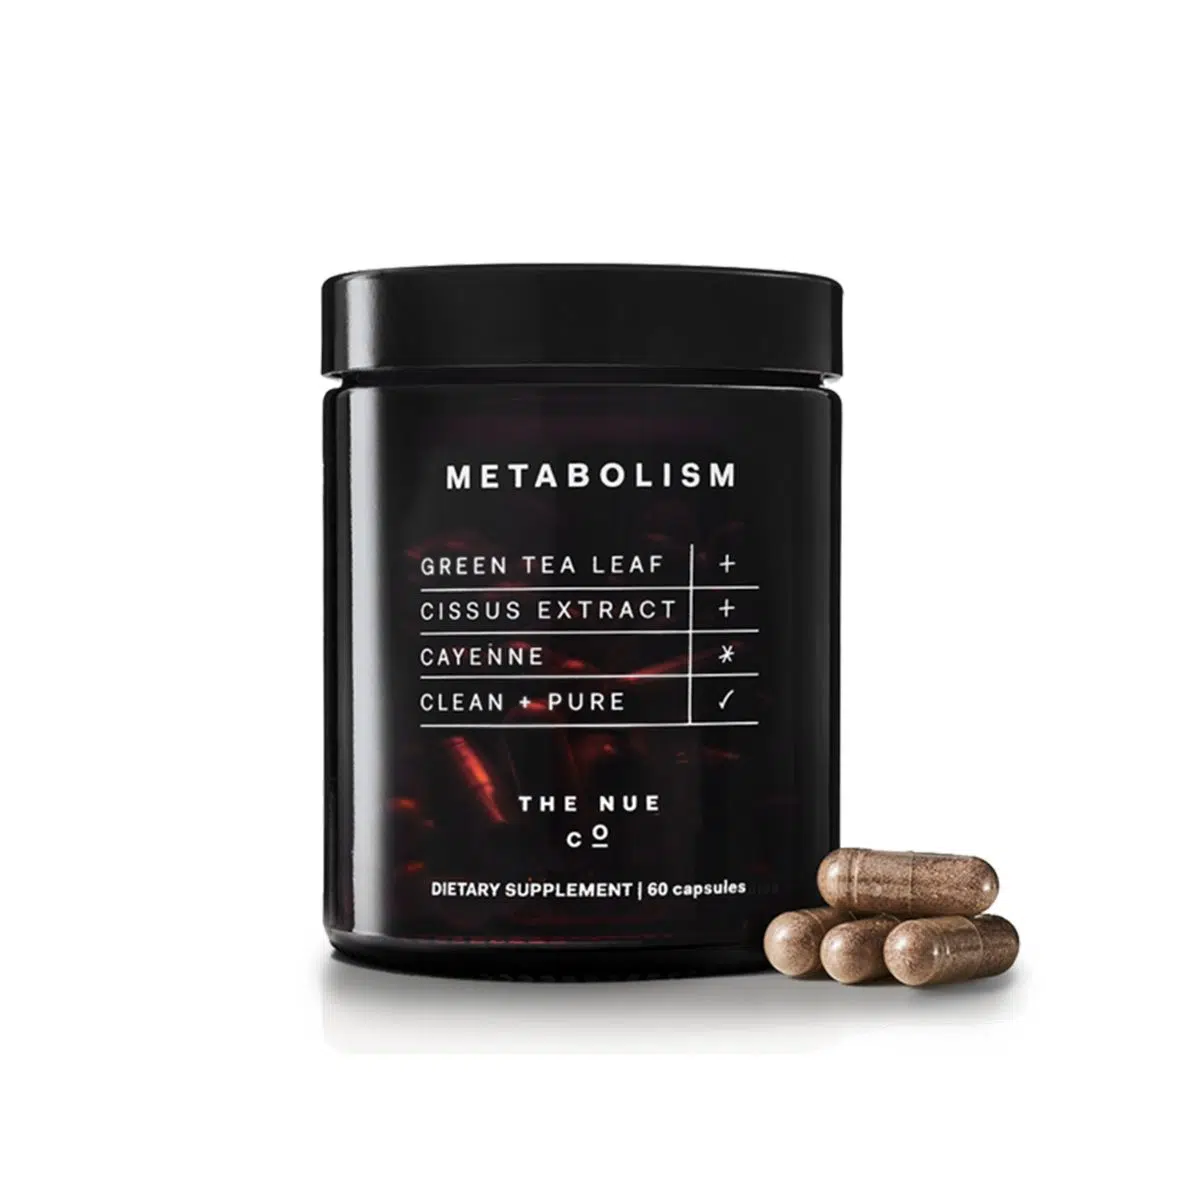 METABOLISM
GREEN TEA LEAF +
CISSUS EXTRACT +
CAYENNE *
CLEAN + PURE ✓
THE NUE
CO
DIETARY SUPPLEMENT | 60 capsules